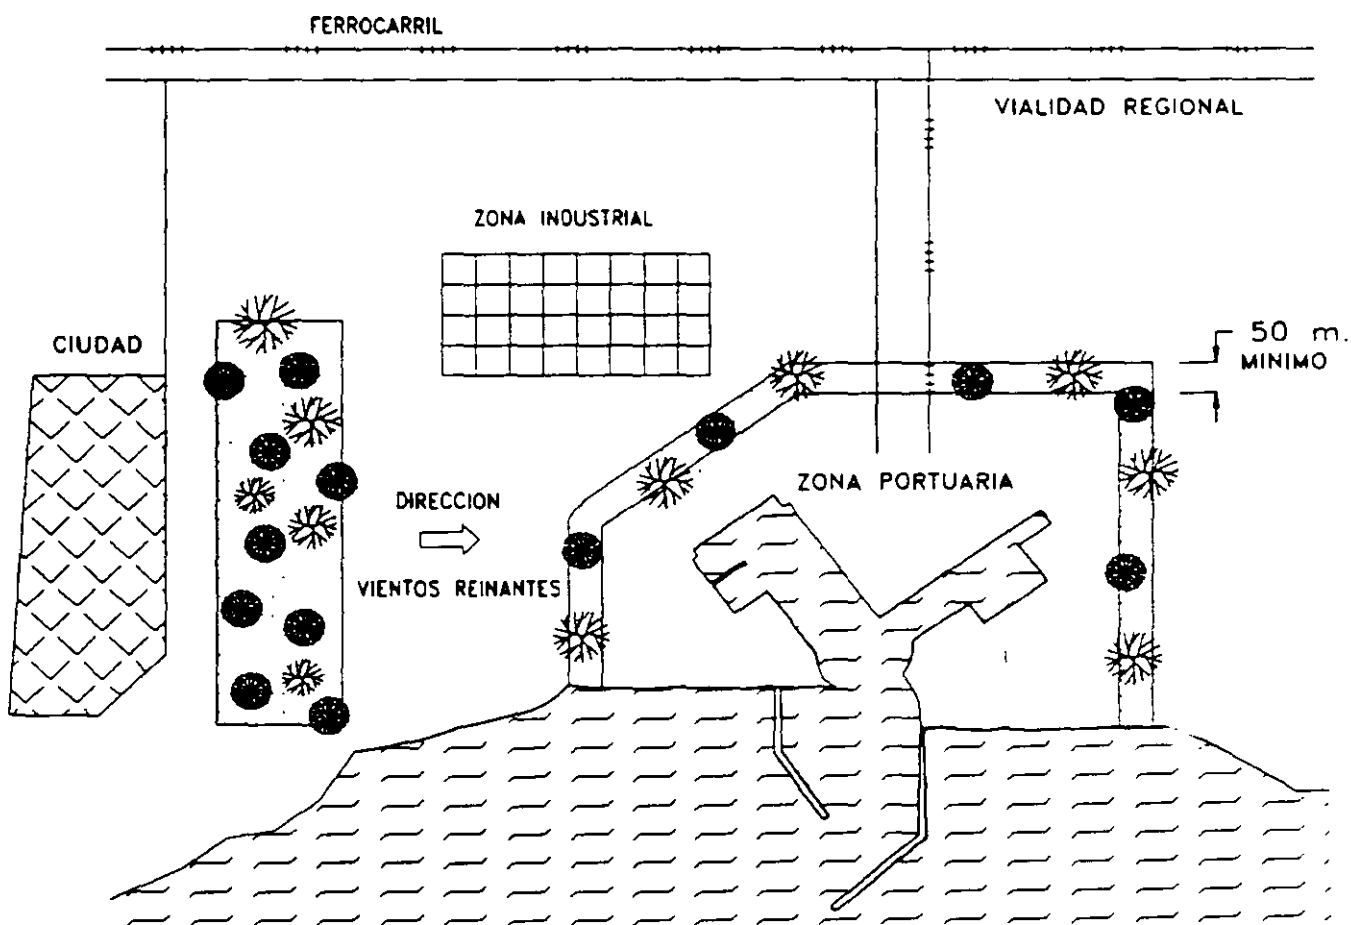 FERROCARRIL
VIALIDAD REGIONAL
ZONA INDUSTRIAL
CIUDAD
50 m.
MINIMO
ZONA PORTUARIA
DIRECCION
VIENTOS REINANTES